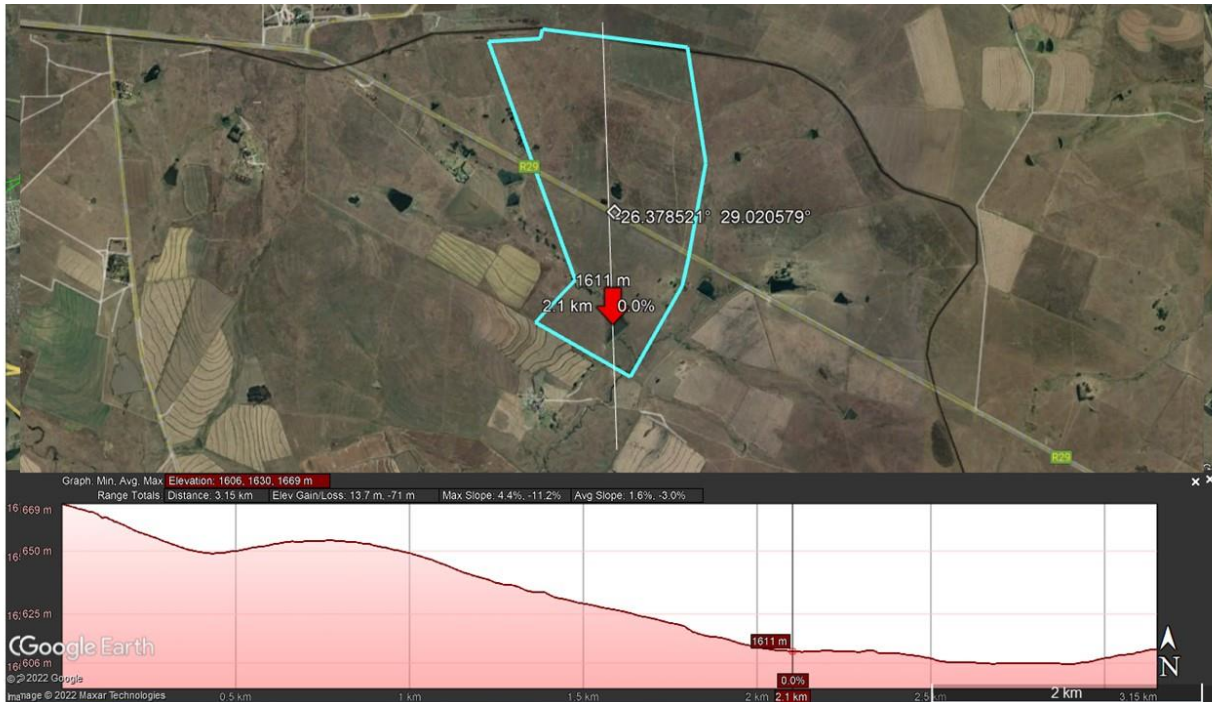 R29
-26.378521° 29.020579°
1611 m
2.1 km 0.0%
R29
Graph: Min, Avg, Max Elevation: 1606, 1630, 1669 m
Range Totals: Distance: 3.15 km Elev Gain/Loss: 13.7 m, -71 m Max Slope: 4.4%, -11.2% Avg Slope: 1.6%, -3.0%
669 m
650 m
625 m
606 m
1611 m
Google Earth
© 2022 Google
Image © 2022 Maxar Technologies
0.5 km 1 km 1.5 km 2 km 2.1 km 3.15 km
0.0%
2 km
N